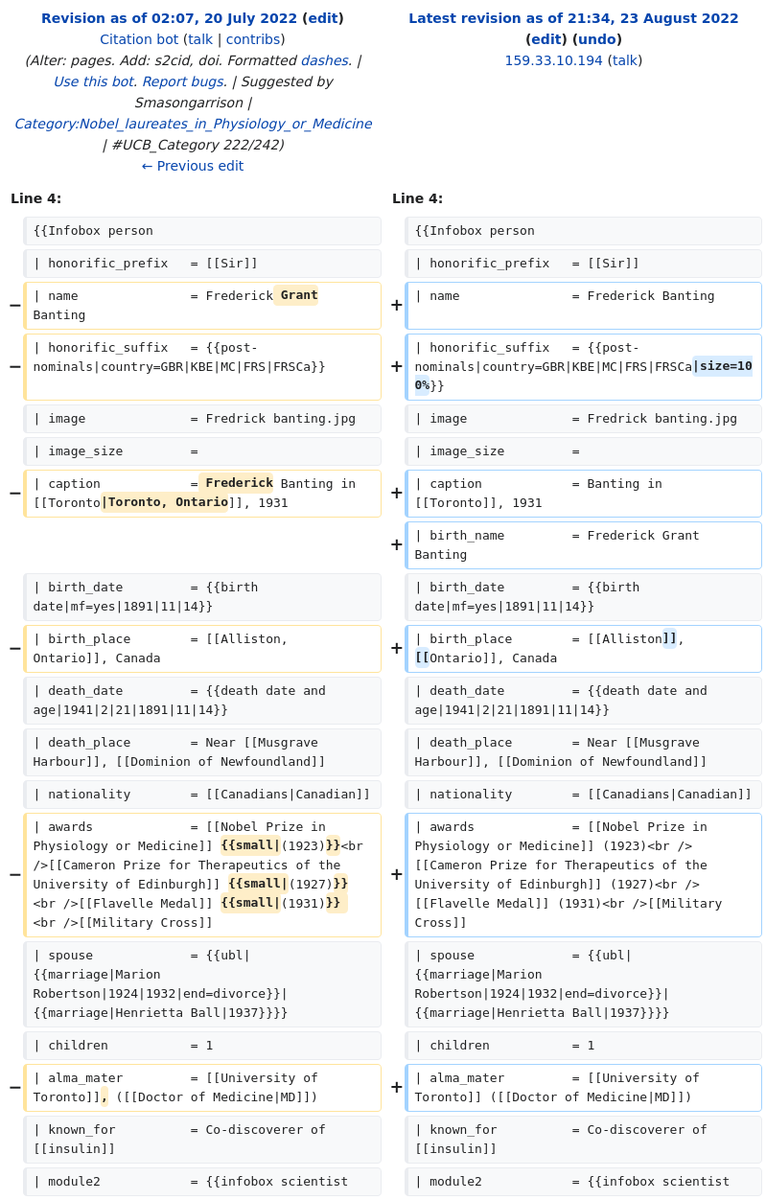 Revision as of 02:07, 20 July 2022 (edit)
Citation bot (talk | contribs)
(Alter: pages. Add: s2cid, doi. Formatted dashes. |
Use this bot. Report bugs. | Suggested by
Smasongarrison |
Category:Nobel_laureates_in_Physiology_or_Medicine
| #UCB_Category 222/242)
← Previous edit
Latest revision as of 21:34, 23 August 2022
(edit) (undo)
159.33.10.194 (talk)
Line 4:
Line 4:
{{Infobox person
{{Infobox person
| honorific_prefix   = [[Sir]]
| honorific_prefix   = [[Sir]]
− | name               = Frederick Grant
Banting
+ | name               = Frederick Banting
− | honorific_suffix   = {{post-
nominals|country=GBR|KBE|MC|FRS|FRSCa}}
+ | honorific_suffix   = {{post-
nominals|country=GBR|KBE|MC|FRS|FRSCa|size=10
0%}}
| image              = Fredrick banting.jpg
| image              = Fredrick banting.jpg
| image_size         =
| image_size         =
− | caption            = Frederick Banting in
[[Toronto|Toronto, Ontario]], 1931
+ | caption            = Banting in
[[Toronto]], 1931
+ | birth_name         = Frederick Grant
Banting
| birth_date         = {{birth
date|mf=yes|1891|11|14}}
| birth_date         = {{birth
date|mf=yes|1891|11|14}}
− | birth_place        = [[Alliston,
Ontario]], Canada
+ | birth_place        = [[Alliston]],
[[Ontario]], Canada
| death_date         = {{death date and
age|1941|2|21|1891|11|14}}
| death_date         = {{death date and
age|1941|2|21|1891|11|14}}
| death_place        = Near [[Musgrave
Harbour]], [[Dominion of Newfoundland]]
| death_place        = Near [[Musgrave
Harbour]], [[Dominion of Newfoundland]]
| nationality        = [[Canadians|Canadian]]
| nationality        = [[Canadians|Canadian]]
− | awards             = [[Nobel Prize in
Physiology or Medicine]] {{small|(1923)}}<br
/>[[Cameron Prize for Therapeutics of the
University of Edinburgh]] {{small|(1927)}}
<br />[[Flavelle Medal]] {{small|(1931)}}
<br />[[Military Cross]]
+ | awards             = [[Nobel Prize in
Physiology or Medicine]] (1923)<br />
[[Cameron Prize for Therapeutics of the
University of Edinburgh]] (1927)<br />
[[Flavelle Medal]] (1931)<br />[[Military
Cross]]
| spouse             = {{ubl|
{{marriage|Marion
Robertson|1924|1932|end=divorce}}|
{{marriage|Henrietta Ball|1937}}}}
| spouse             = {{ubl|
{{marriage|Marion
Robertson|1924|1932|end=divorce}}|
{{marriage|Henrietta Ball|1937}}}}
| children           = 1
| children           = 1
− | alma_mater         = [[University of
Toronto]], ([[Doctor of Medicine|MD]])
+ | alma_mater         = [[University of
Toronto]] ([[Doctor of Medicine|MD]])
| known_for          = Co-discoverer of
[[insulin]]
| known_for          = Co-discoverer of
[[insulin]]
| module2            = {{infobox scientist
| module2            = {{infobox scientist